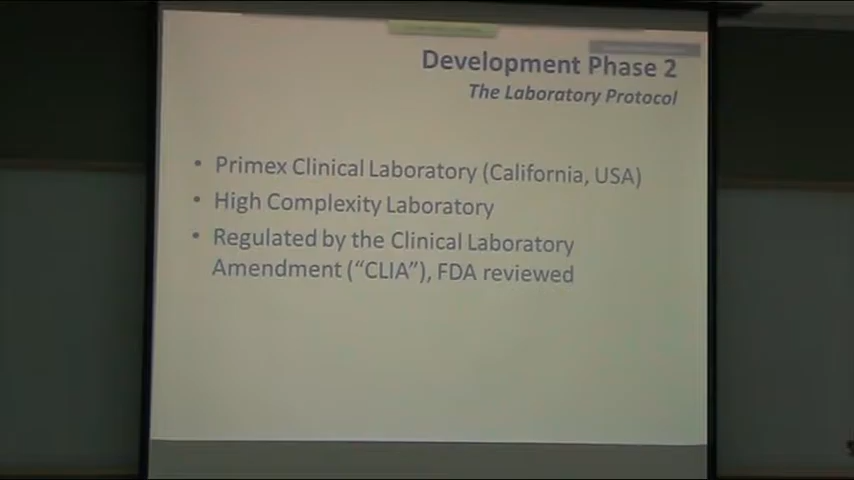 Development Phase 2
The Laboratory Protocol
• Primex Clinical Laboratory (California, USA)
• High Complexity Laboratory
• Regulated by the Clinical Laboratory
Amendment (“CLIA”), FDA reviewed